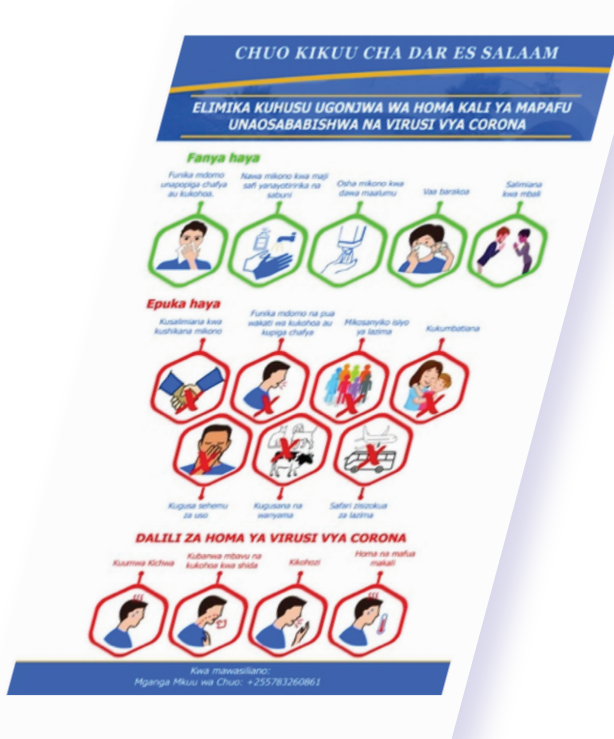 CHUO KIKUU CHA DAR ES SALAAM
ELIMIKA KUHUSU UGONJWA WA HOMA KALI YA MAPAFU
UNAOSABABISHWA NA VIRUSI VYA CORONA
Fanya haya
Funika mdomo
unapopiga chafya
au kukohoa.
Nawa mikono kwa maji
safi yanayotiririka na
sabuni
Osha mikono kwa
dawa maalumu
Vaa barakoa
Salimiana
kwa mbali
Epuka haya
Kusalimiana kwa
kushikana mikono
Funika mdomo na pua
wakati wa kukohoa au
kupiga chafya
Mikosanyiko isiyo
ya lazima
Kukumbatiana
Kugusa sehemu
za uso
Kugusana na
wanyama
Safari zisizokua
za lazima
DALILI ZA HOMA YA VIRUSI VYA CORONA
Kuumwa Kichwa
Kubanwa mbavu na
kukohoa kwa shida
Kikohozi
Homa na mafua
makali
Kwa mawasiliano:
Mganga Mkuu wa Chuo: +255783260861